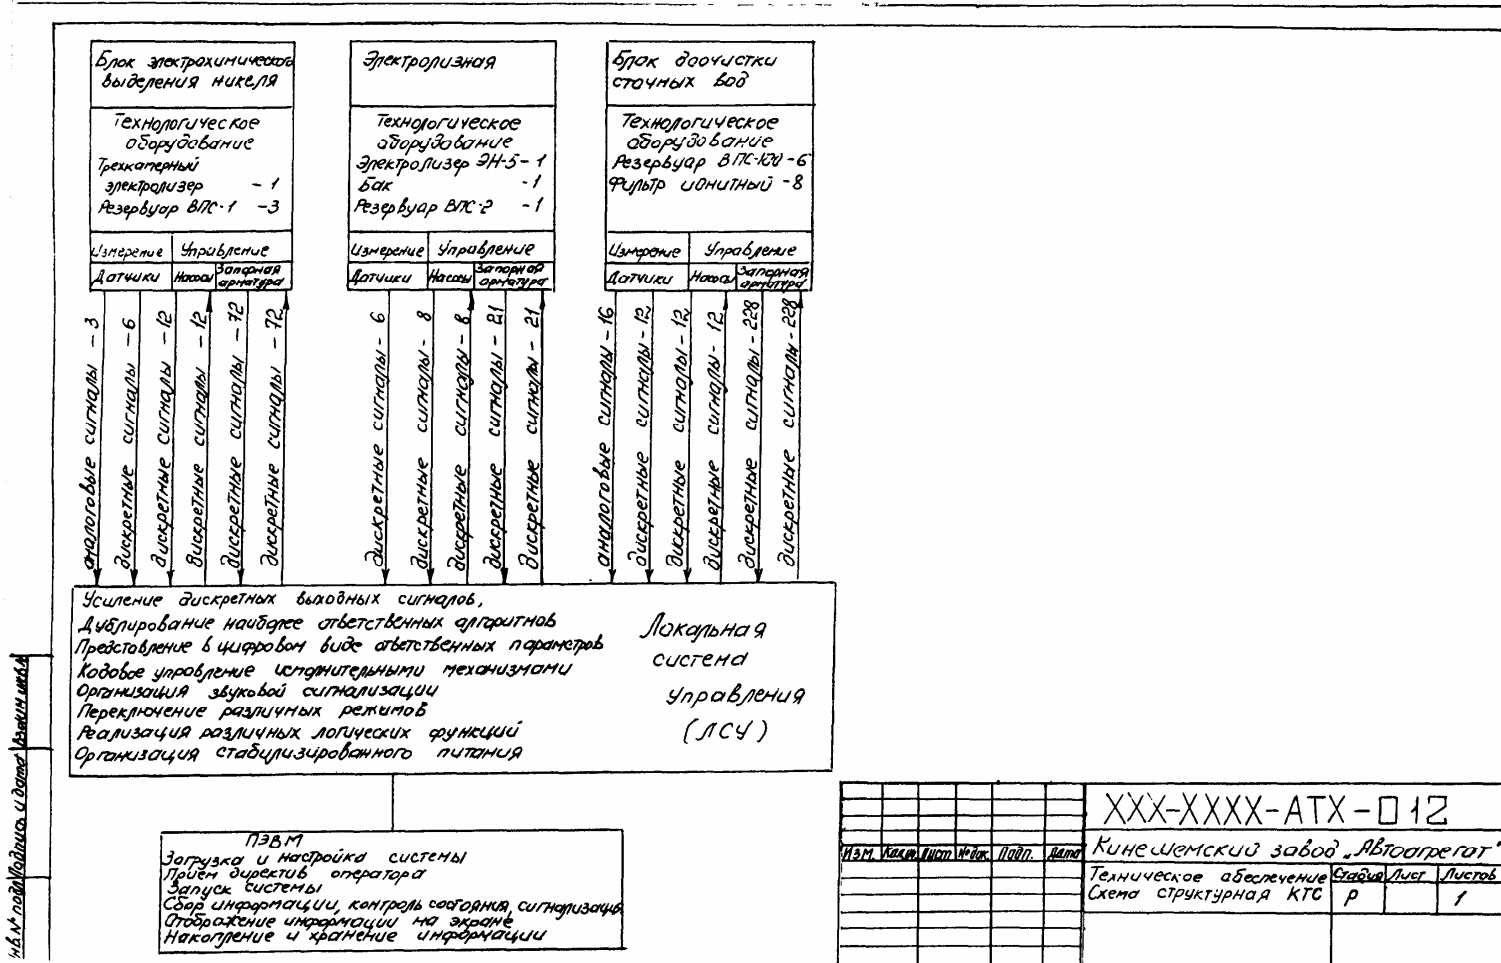 Блок электрохимического
выделения никеля
Технологическое
оборудование
Трехкамерный
электролизер - 1
Резервуар ВПС-1 -3
Измерение Управление
Датчики Насосы Запорная
арматура
аналоговые сигналы - 3
дискретные сигналы - 6
дискретные сигналы - 12
дискретные сигналы - 12
дискретные сигналы - 72
дискретные сигналы - 72
Электролизная
Технологическое
оборудование
Электролизер ЭН-5 - 1
Бак - 1
Резервуар ВПС-2 - 1
Измерение Управление
Датчики Насосы Запорная
арматура
дискретные сигналы - 6
дискретные сигналы - 8
дискретные сигналы - 8
дискретные сигналы - 21
дискретные сигналы - 21
Блок доочистки
сточных вод
Технологическое
оборудование
Резервуар ВПС-100 - 6
Фильтр ионитный - 8
Измерение Управление
Датчики Насосы Запорная
арматура
аналоговые сигналы - 16
дискретные сигналы - 12
дискретные сигналы - 12
дискретные сигналы - 12
дискретные сигналы - 228
дискретные сигналы - 228
Усиление дискретных выходных сигналов,
Дублирование наиболее ответственных алгоритмов
Представление в цифровом виде ответственных параметров
Кодовое управление исполнительными механизмами
Организация звуковой сигнализации
Переключение различных режимов
Реализация различных логических функций
Организация стабилизированного питания
Локальная
система
управления
(ЛСУ)
ПЭВМ
Загрузка и настройка системы
Прием директив оператора
Запуск системы
Сбор информации, контроль состояния, сигнализация
Отображение информации на экране
Накопление и хранение информации
XXX-XXXX-АТХ-012
Изм. Кол.уч Лист №док. Подп. Дата
Кинешемский завод „Автоагрегат"
Техническое обеспечение
Схема структурная КТС
Стадия Лист Листов
Р 1
Взамен инв.№
Подпись и дата
Инв.№ подл.